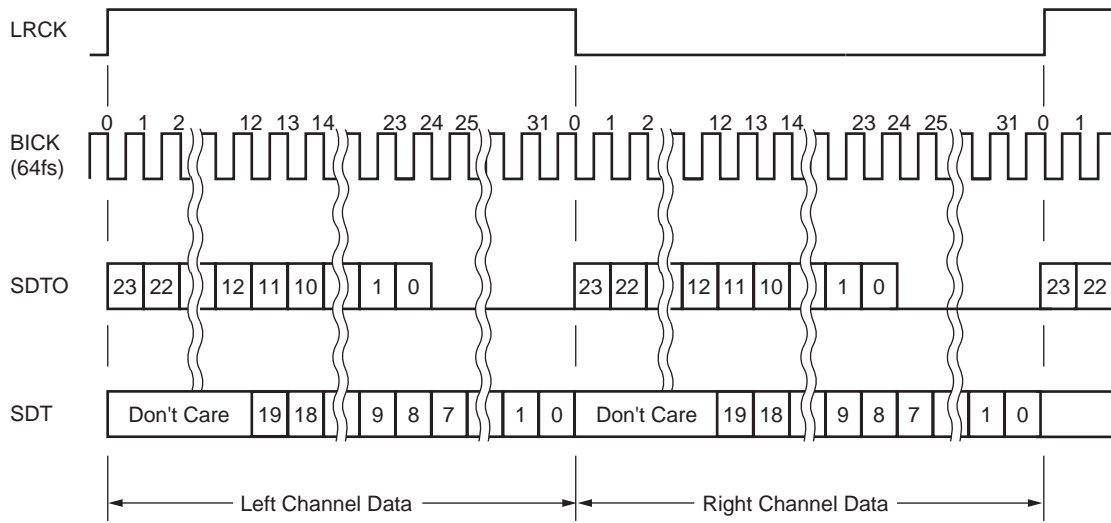 LRCK
0 1 2 12 13 14 23 24 25 31 0 1 2 12 13 14 23 24 25 31 0 1
BICK
(64fs)
SDTO 23 22 12 11 10 1 0 23 22 12 11 10 1 0 23 22
SDT Don't Care 19 18 9 8 7 1 0 Don't Care 19 18 9 8 7 1 0
Left Channel Data Right Channel Data